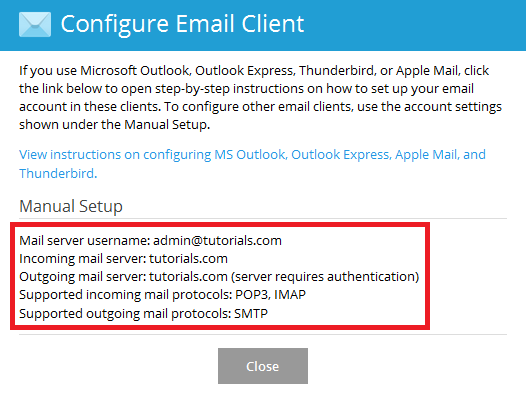 Configure Email Client
If you use Microsoft Outlook, Outlook Express, Thunderbird, or Apple Mail, click
the link below to open step-by-step instructions on how to set up your email
account in these clients. To configure other email clients, use the account settings
shown under the Manual Setup.
View instructions on configuring MS Outlook, Outlook Express, Apple Mail, and
Thunderbird.
Manual Setup
Mail server username: admin@tutorials.com
Incoming mail server: tutorials.com
Outgoing mail server: tutorials.com (server requires authentication)
Supported incoming mail protocols: POP3, IMAP
Supported outgoing mail protocols: SMTP
Close